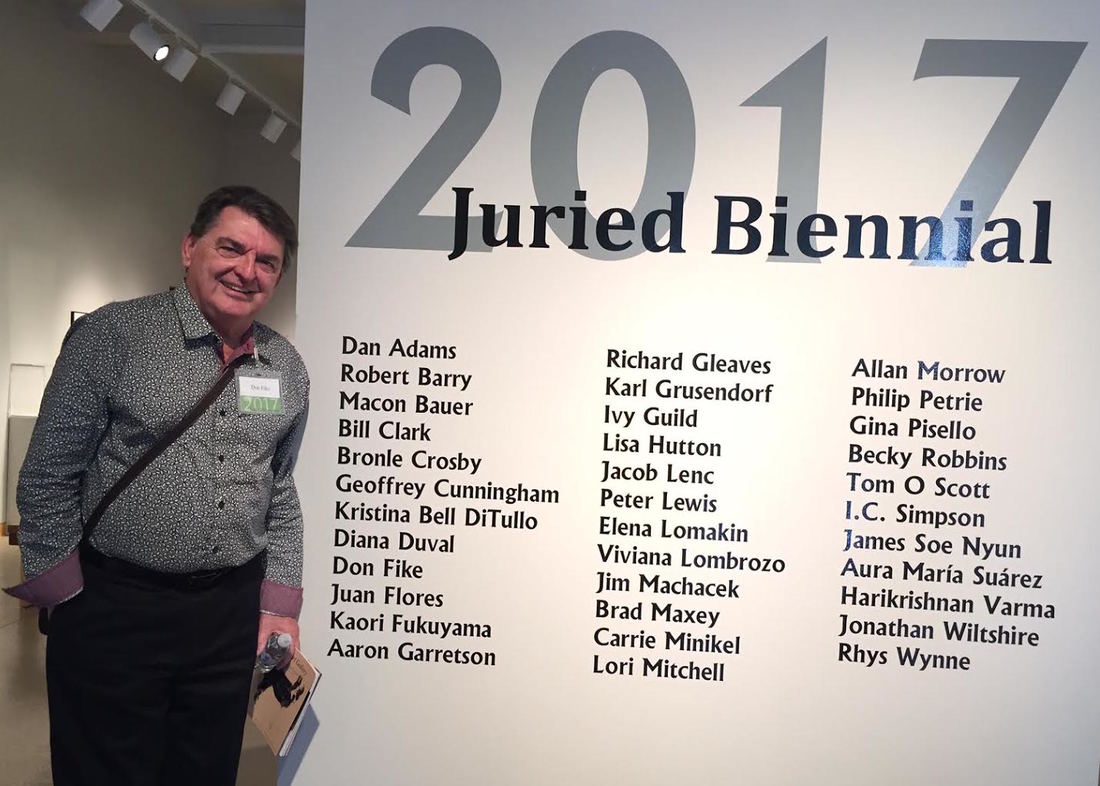 2017
Juried Biennial
Dan Adams
Robert Barry
Macon Bauer
Bill Clark
Bronle Crosby
Geoffrey Cunningham
Kristina Bell DiTullo
Diana Duval
Don Fike
Juan Flores
Kaori Fukuyama
Aaron Garretson
Richard Gleaves
Karl Grusendorf
Ivy Guild
Lisa Hutton
Jacob Lenc
Peter Lewis
Elena Lomakin
Viviana Lombrozo
Jim Machacek
Brad Maxey
Carrie Minikel
Lori Mitchell
Allan Morrow
Philip Petrie
Gina Pisello
Becky Robbins
Tom O Scott
I.C. Simpson
James Soe Nyun
Aura María Suárez
Harikrishnan Varma
Jonathan Wiltshire
Rhys Wynne
Don Fike
2017